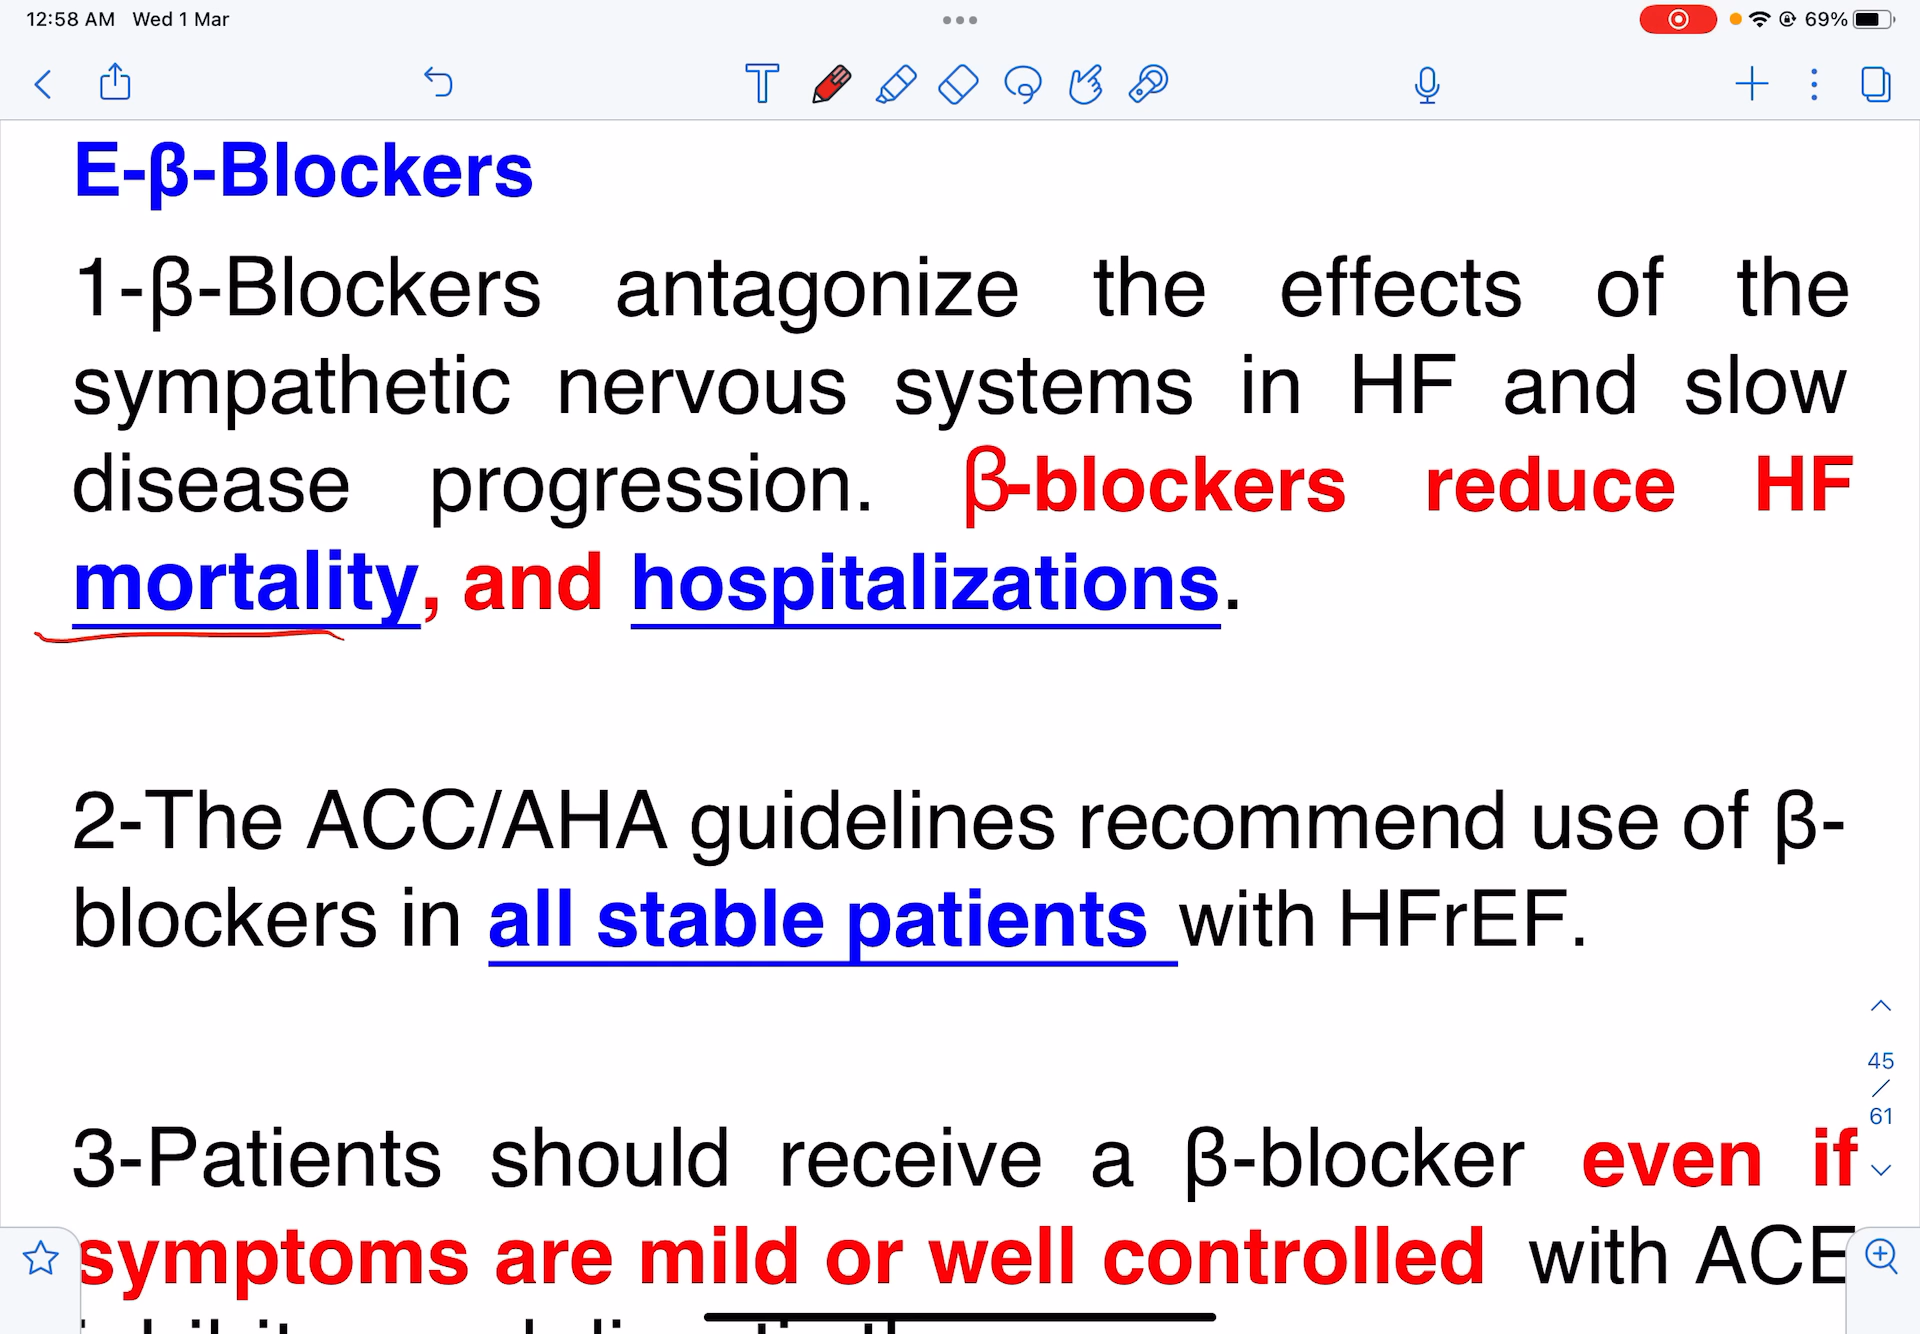 12:58 AM Wed 1 Mar
69%
E-β-Blockers
1-β-Blockers antagonize the effects of the
sympathetic nervous systems in HF and slow
disease progression. β-blockers reduce HF
mortality, and hospitalizations.
2-The ACC/AHA guidelines recommend use of β-
blockers in all stable patients with HFrEF.
45
/
61
3-Patients should receive a β-blocker even if
symptoms are mild or well controlled with ACE